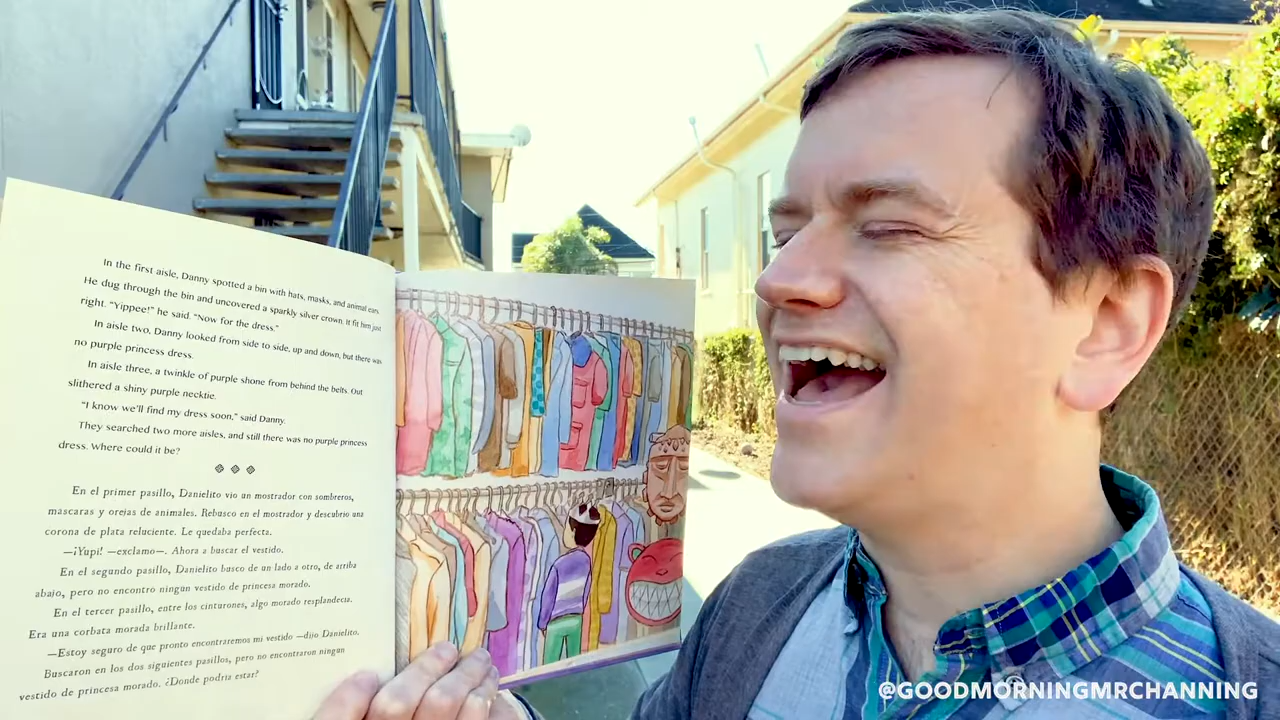 In the first aisle, Danny spotted a bin with hats, masks, and animal ears.
He dug through the bin and uncovered a sparkly silver crown. It fit him just
right. "Yippee!" he said. "Now for the dress."
In aisle two, Danny looked from side to side, up and down, but there was
no purple princess dress.
In aisle three, a twinkle of purple shone from behind the belts. Out
slithered a shiny purple necktie.
"I know we'll find my dress soon," said Danny.
They searched two more aisles, and still there was no purple princess
dress. Where could it be?
En el primer pasillo, Danielito vio un mostrador con sombreros,
mascaras y orejas de animales. Rebusco en el mostrador y descubrio una
corona de plata reluciente. Le quedaba perfecta.
—¡Yupi! —exclamo—. Ahora a buscar el vestido.
En el segundo pasillo, Danielito busco de un lado a otro, de arriba
abajo, pero no encontro ningun vestido de princesa morado.
En el tercer pasillo, entre los cinturones, algo morado resplandecia.
Era una corbata morada brillante.
—Estoy seguro de que pronto encontraremos mi vestido —dijo Danielito.
Buscaron en los dos siguientes pasillos, pero no encontraron ningun
vestido de princesa morado. ¿Donde podria estar?
@GOODMORNINGMRCHANNING